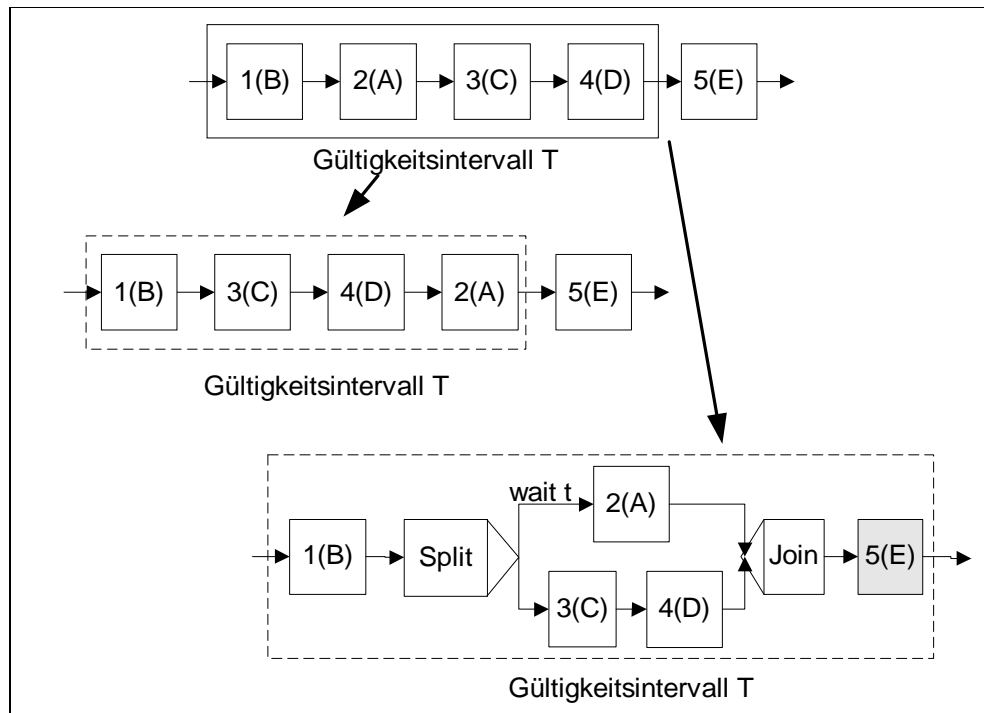 1(B) 2(A) 3(C) 4(D) 5(E)
Gültigkeitsintervall T
1(B) 3(C) 4(D) 2(A) 5(E)
Gültigkeitsintervall T
wait t 2(A)
1(B) Split Join 5(E)
3(C) 4(D)
Gültigkeitsintervall T